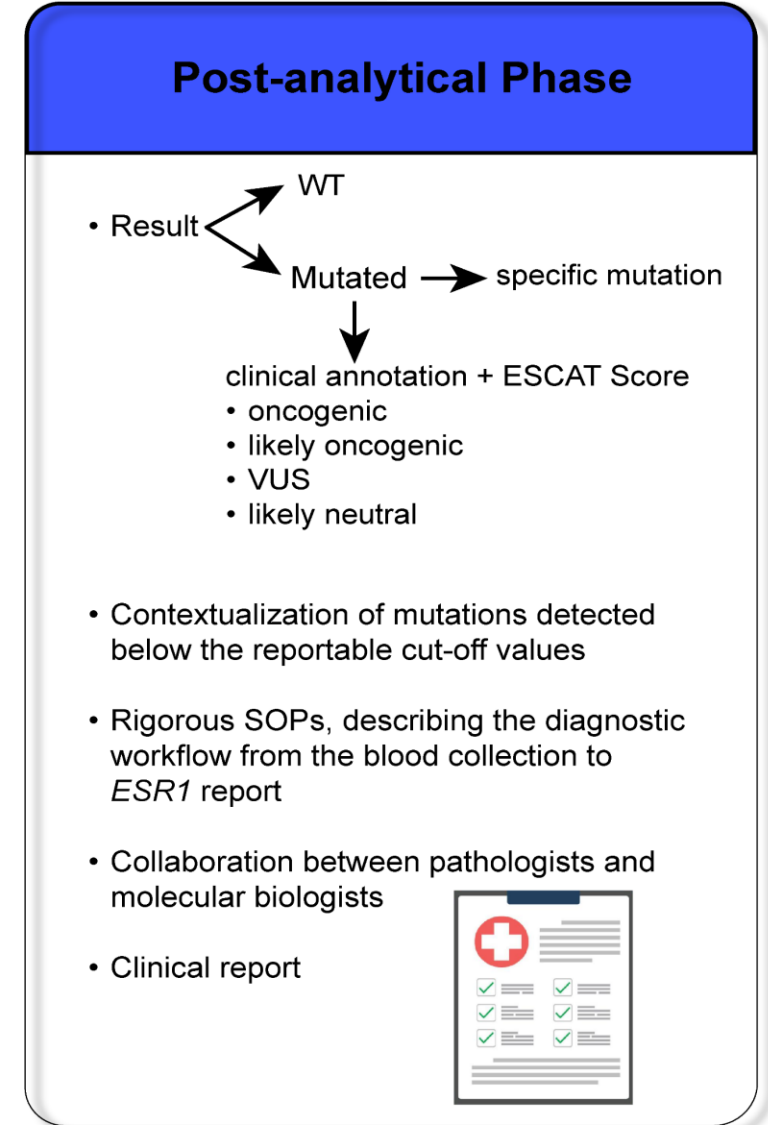 Post-analytical Phase
WT
• Result
Mutated
specific mutation
clinical annotation + ESCAT Score
• oncogenic
• likely oncogenic
• VUS
• likely neutral
• Contextualization of mutations detected
below the reportable cut-off values
• Rigorous SOPs, describing the diagnostic
workflow from the blood collection to
ESR1 report
• Collaboration between pathologists and
molecular biologists
• Clinical report